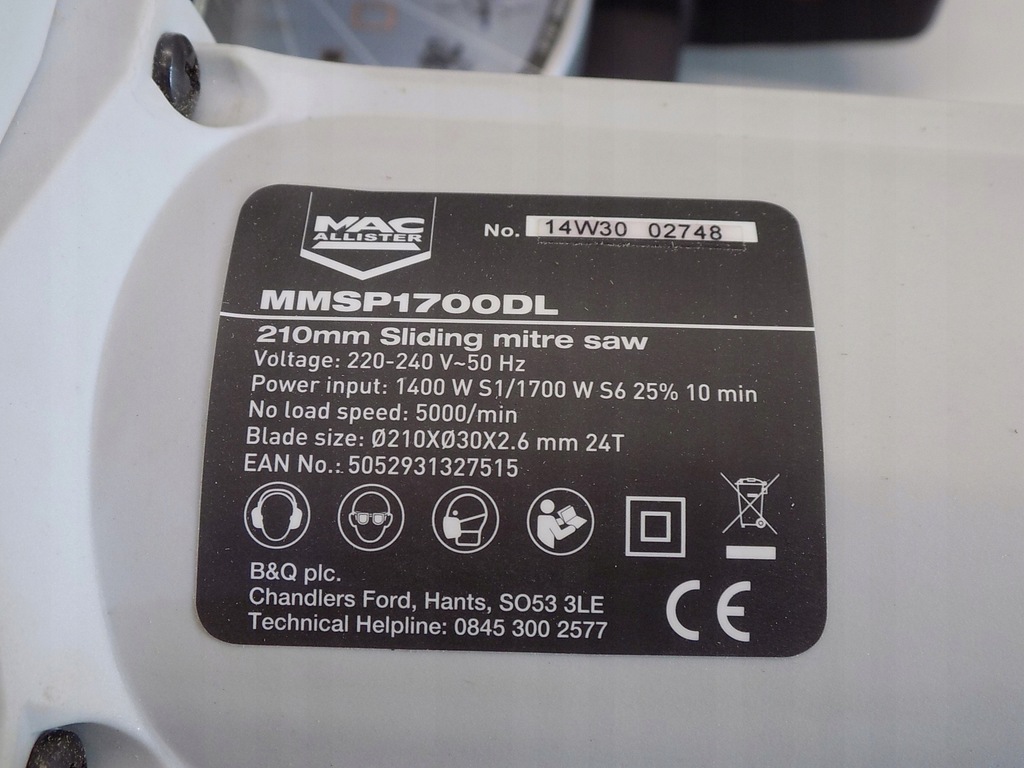 MAC
ALLISTER
No. 14W30 02748
MMSP1700DL
210mm Sliding mitre saw
Voltage: 220-240 V~50 Hz
Power input: 1400 W S1/1700 W S6 25% 10 min
No load speed: 5000/min
Blade size: Ø210XØ30X2.6 mm 24T
EAN No.: 5052931327515
B&Q plc.
Chandlers Ford, Hants, SO53 3LE
Technical Helpline: 0845 300 2577
CE